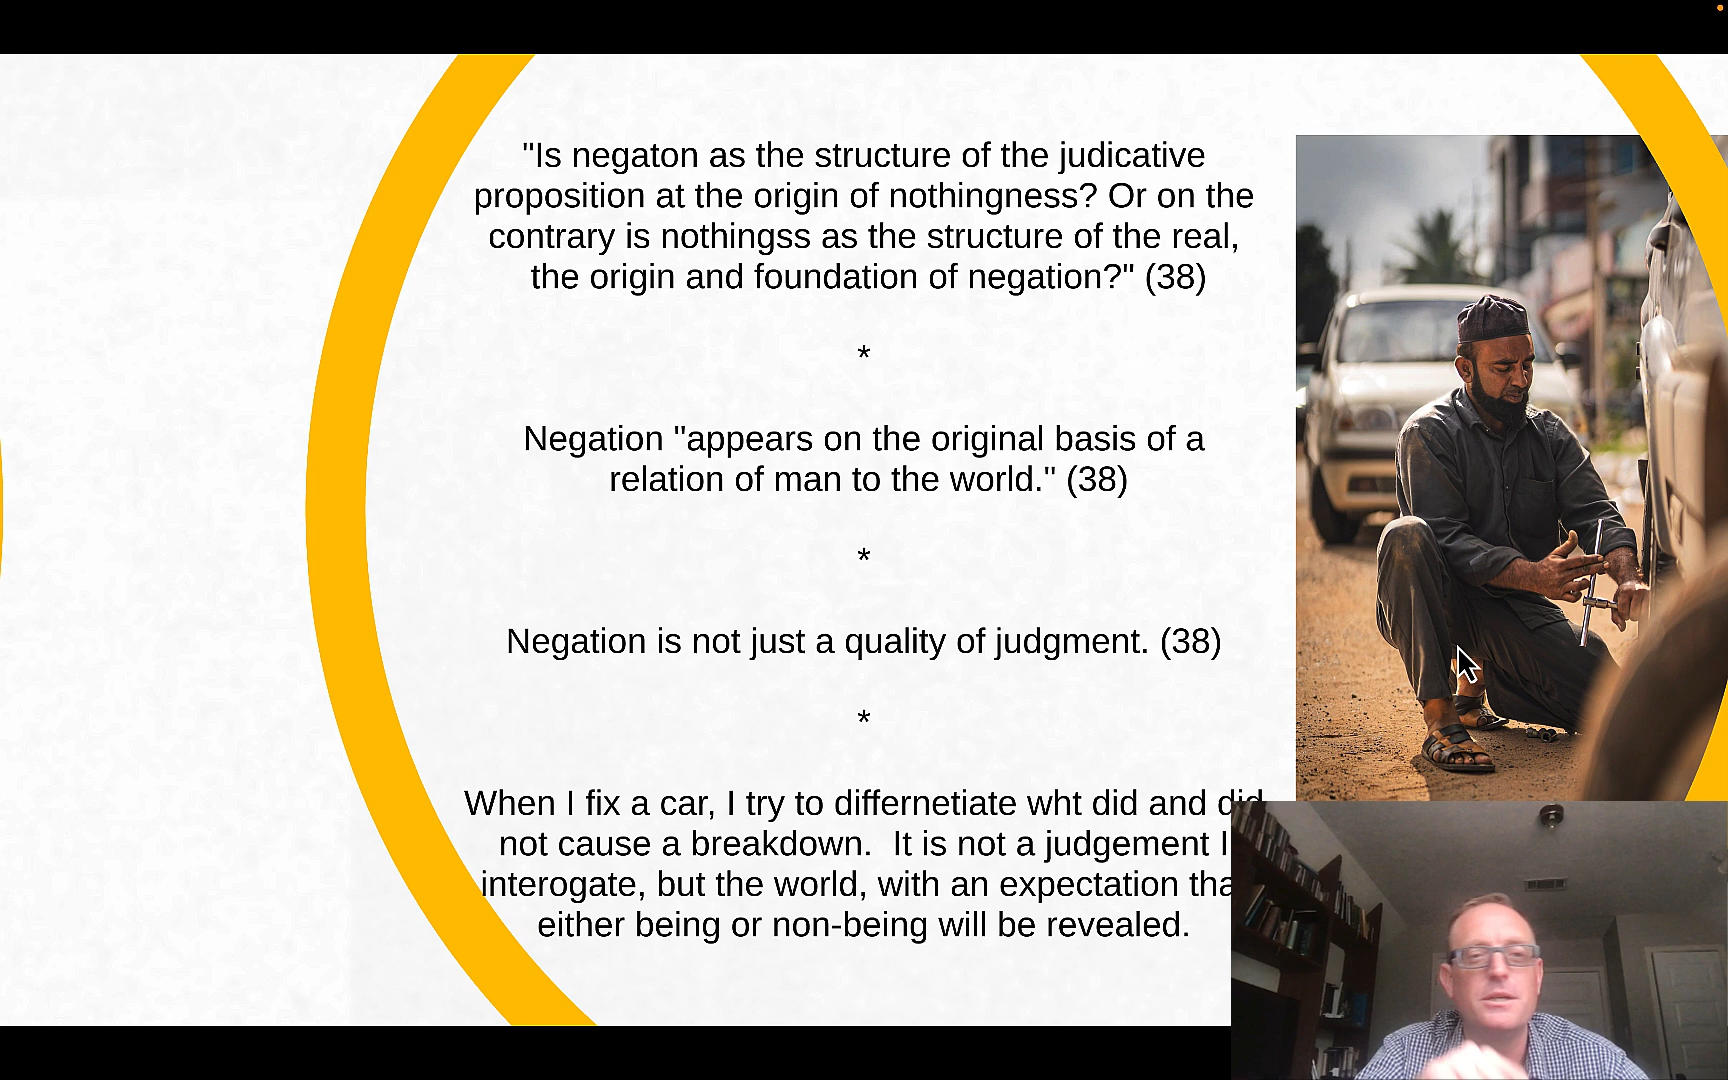 "Is negaton as the structure of the judicative
proposition at the origin of nothingness? Or on the
contrary is nothingss as the structure of the real,
the origin and foundation of negation?" (38)
*
Negation "appears on the original basis of a
relation of man to the world." (38)
*
Negation is not just a quality of judgment. (38)
*
When I fix a car, I try to differnetiate wht did and did
not cause a breakdown.  It is not a judgement I
interogate, but the world, with an expectation tha
either being or non-being will be revealed.